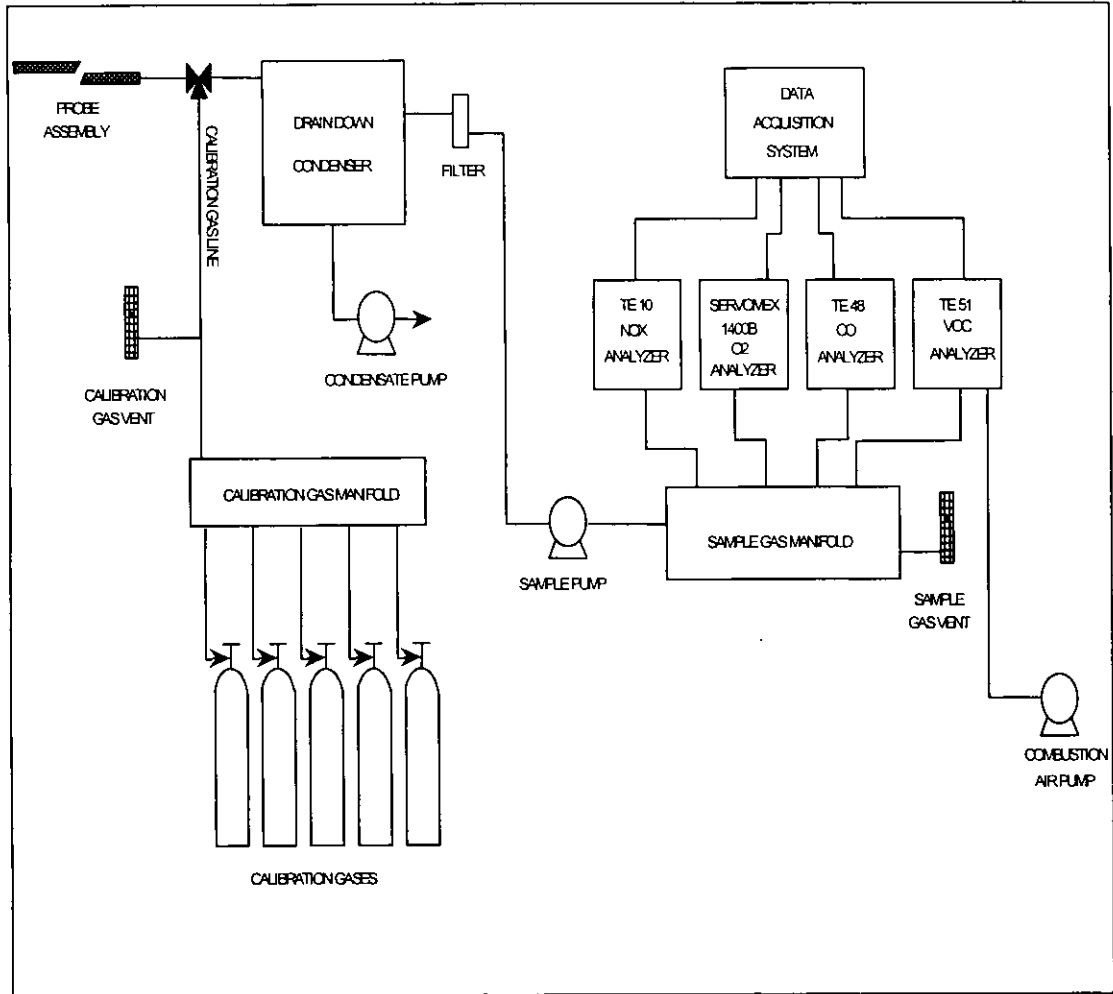 PROBE
ASSEMBLY
CALIBRATION GAS LINE
DRAIN DOWN
CONDENSER
FILTER
DATA
ACQUISITION
SYSTEM
TE 10
NOX
ANALYZER
SERVOMEX
1400B
O2
ANALYZER
TE 48
CO
ANALYZER
TE 51
VOC
ANALYZER
CALIBRATION
GAS VENT
CONDENSATE PUMP
CALIBRATION GAS MANIFOLD
SAMPLE PUMP
SAMPLE GAS MANIFOLD
SAMPLE
GAS VENT
COMBUSTION
AIR PUMP
CALIBRATION GASES